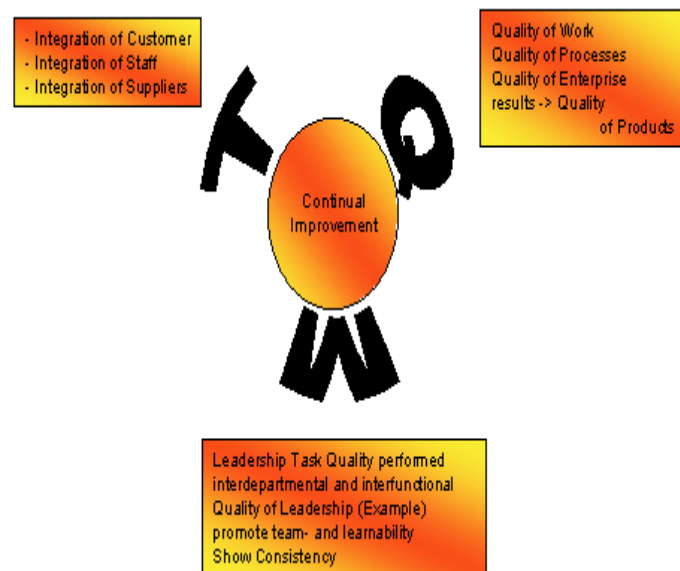 - Integration of Customer
- Integration of Staff
- Integration of Suppliers
Quality of Work
Quality of Processes
Quality of Enterprise
results -> Quality
of Products
T Q
Continual
Improvement
M
Leadership Task Quality performed
interdepartmental and interfunctional
Quality of Leadership (Example)
promote team- and learnability
Show Consistency